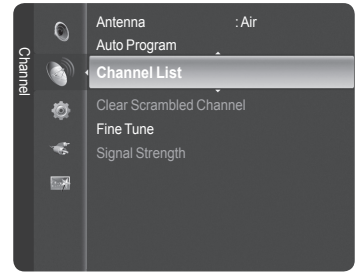 Channel
Antenna : Air
Auto Program
Channel List
Clear Scrambled Channel
Fine Tune
Signal Strength